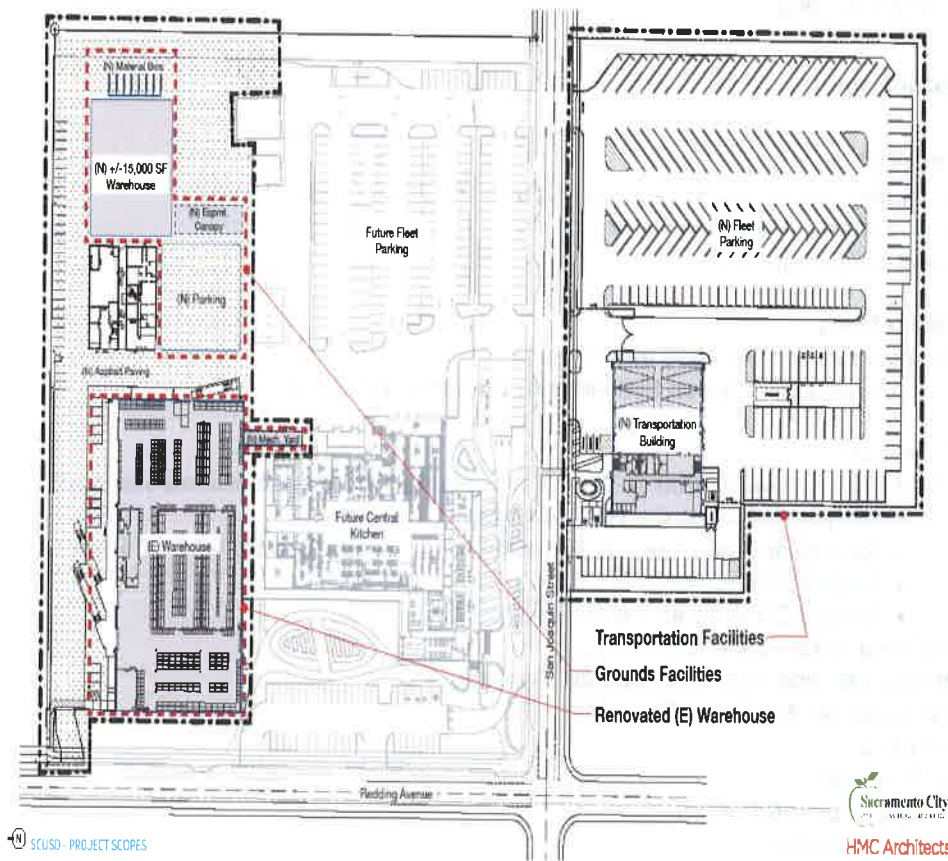 (N) Material Bins
(N) +/-15,000 SF
Warehouse
(N) Eqpmt.
Canopy
Future Fleet
Parking
(N) Fleet
Parking
(N) Parking
(N) Asphalt Paving
(N) Transportation
Building
(N) Mech. Yard
Future Central
Kitchen
(E) Warehouse
San Joaquin Street
Transportation Facilities
Grounds Facilities
Renovated (E) Warehouse
Redding Avenue
Sacramento City
N
SCUSD - PROJECT SCOPES
HMC Architects